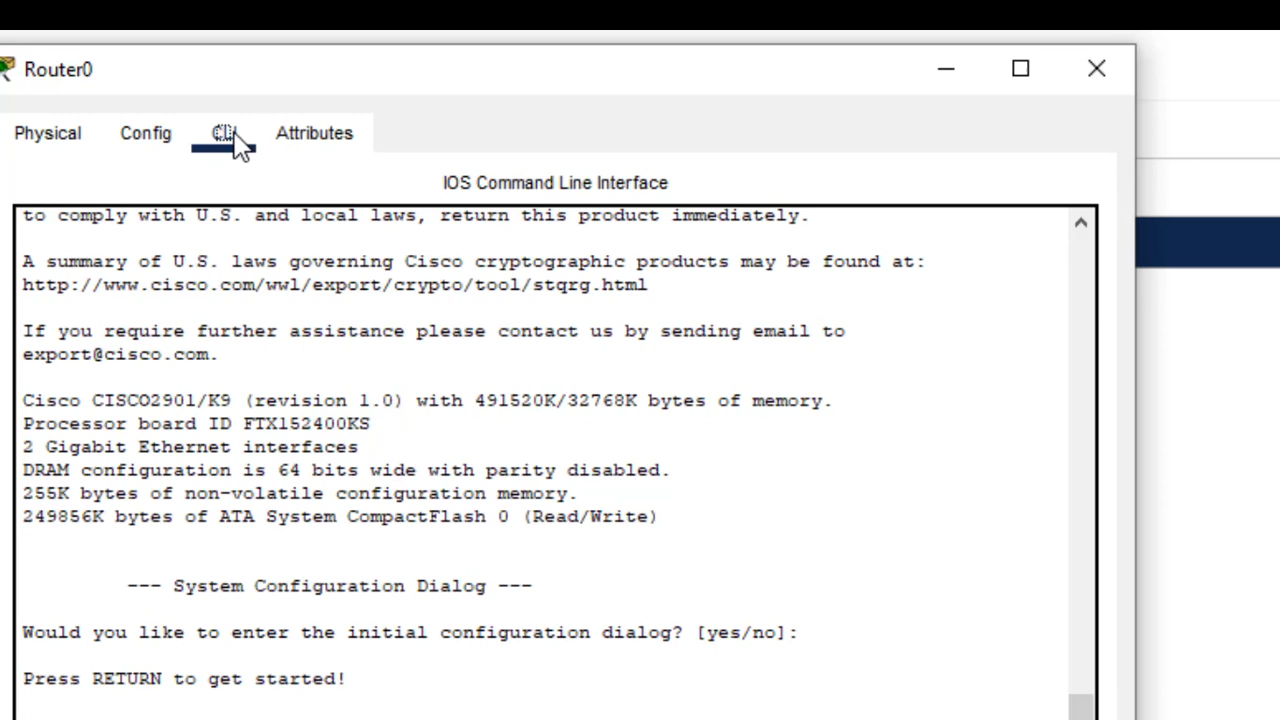 Router0
Physical Config CLI Attributes
IOS Command Line Interface
to comply with U.S. and local laws, return this product immediately.
A summary of U.S. laws governing Cisco cryptographic products may be found at:
http://www.cisco.com/wwl/export/crypto/tool/stqrg.html
If you require further assistance please contact us by sending email to
export@cisco.com.
Cisco CISCO2901/K9 (revision 1.0) with 491520K/32768K bytes of memory.
Processor board ID FTX152400KS
2 Gigabit Ethernet interfaces
DRAM configuration is 64 bits wide with parity disabled.
255K bytes of non-volatile configuration memory.
249856K bytes of ATA System CompactFlash 0 (Read/Write)
--- System Configuration Dialog ---
Would you like to enter the initial configuration dialog? [yes/no]:
Press RETURN to get started!